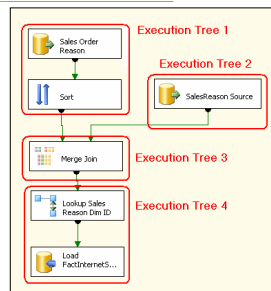 Execution Tree 1
Sales Order
Reason
Execution Tree 2
Sort
SalesReason Source
Merge Join
Execution Tree 3
Lookup Sales
Reason Dim ID
Execution Tree 4
Load
FactInternetS...